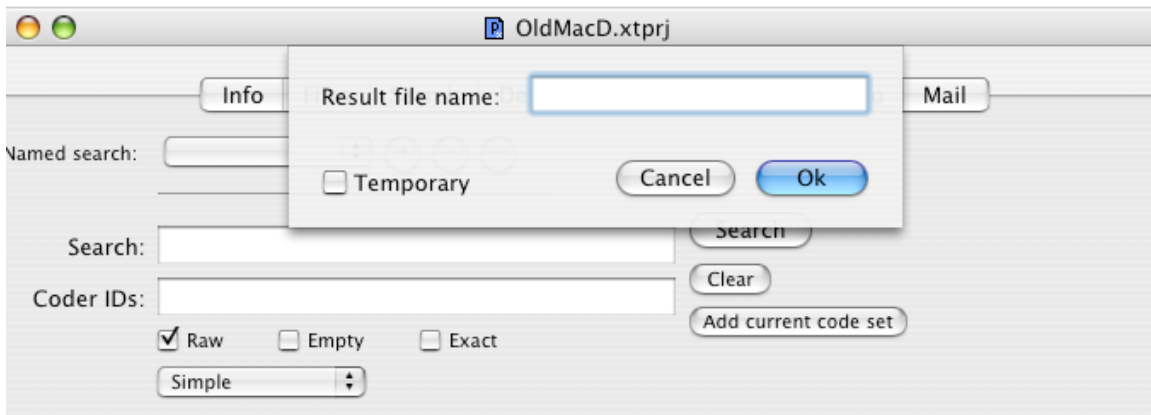 OldMacD.xtprj
Info
Mail
Result file name:
Named search:
Temporary
Cancel
Ok
Search:
Search
Clear
Coder IDs:
Add current code set
Raw
Empty
Exact
Simple